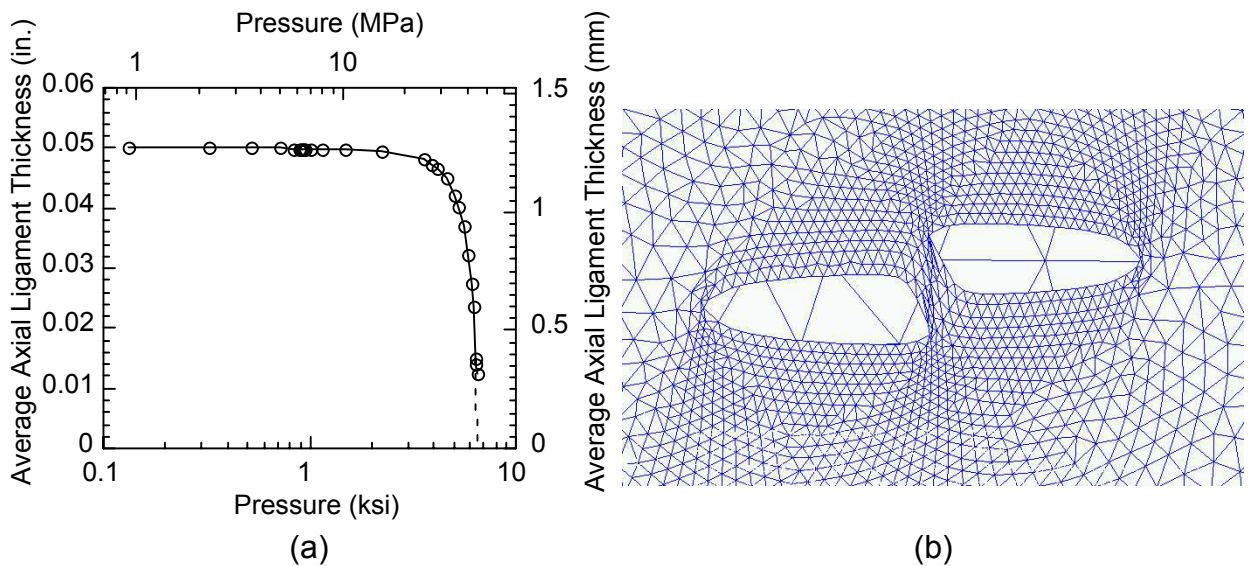 Pressure (MPa)
1 10
Average Axial Ligament Thickness (in.)
0.06
0.05
0.04
0.03
0.02
0.01
0
0.1 1 10
Pressure (ksi)
1.5
1
0.5
0
Average Axial Ligament Thickness (mm)
(a)
(b)